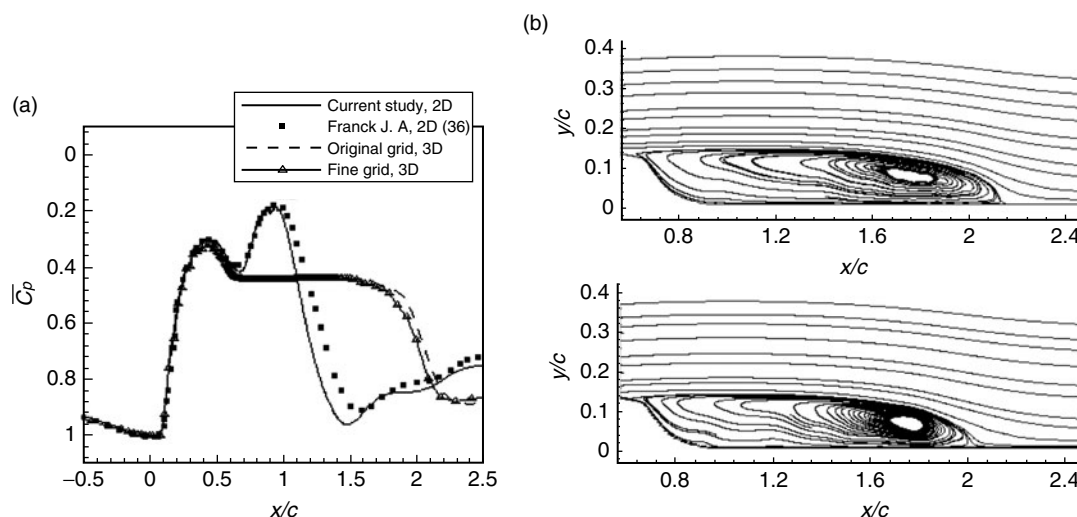 (a)
Current study, 2D
Franck J. A, 2D (36)
Original grid, 3D
Fine grid, 3D
0
0.2
0.4
0.6
0.8
1
C̅p
−0.5 0 0.5 1 1.5 2 2.5
x/c
(b)
0.4
0.3
0.2
0.1
0
y/c
0.8 1.2 1.6 2 2.4
x/c
0.4
0.3
0.2
0.1
0
y/c
0.8 1.2 1.6 2 2.4
x/c